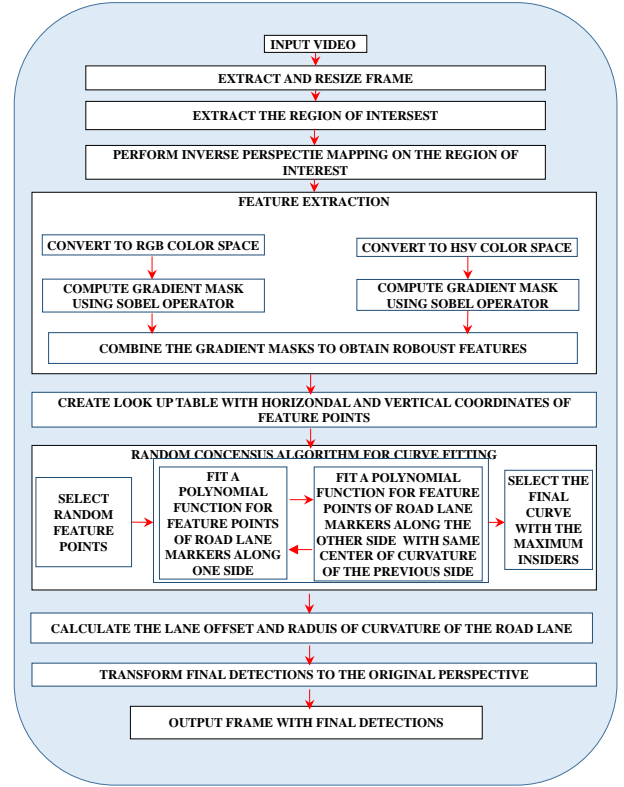 INPUT VIDEO
EXTRACT AND RESIZE FRAME
EXTRACT THE REGION OF INTERSEST
PERFORM INVERSE PERSPECTIE MAPPING ON THE REGION OF
INTEREST
FEATURE EXTRACTION
CONVERT TO RGB COLOR SPACE
COMPUTE GRADIENT MASK
USING SOBEL OPERATOR
CONVERT TO HSV COLOR SPACE
COMPUTE GRADIENT MASK
USING SOBEL OPERATOR
COMBINE THE GRADIENT MASKS TO OBTAIN ROBOUST FEATURES
CREATE LOOK UP TABLE WITH HORIZONDAL AND VERTICAL COORDINATES OF
FEATURE POINTS
RANDOM CONCENSUS ALGORITHM FOR CURVE FITTING
SELECT
RANDOM
FEATURE
POINTS
FIT A
POLYNOMIAL
FUNCTION FOR
FEATURE POINTS
OF ROAD LANE
MARKERS ALONG
ONE SIDE
FIT A POLYNOMIAL
FUNCTION FOR FEATURE
POINTS OF ROAD LANE
MARKERS ALONG THE
OTHER SIDE WITH SAME
CENTER OF CURVATURE
OF THE PREVIOUS SIDE
SELECT THE
FINAL
CURVE
WITH THE
MAXIMUM
INSIDERS
CALCULATE THE LANE OFFSET AND RADUIS OF CURVATURE OF THE ROAD LANE
TRANSFORM FINAL DETECTIONS TO THE ORIGINAL PERSPECTIVE
OUTPUT FRAME WITH FINAL DETECTIONS